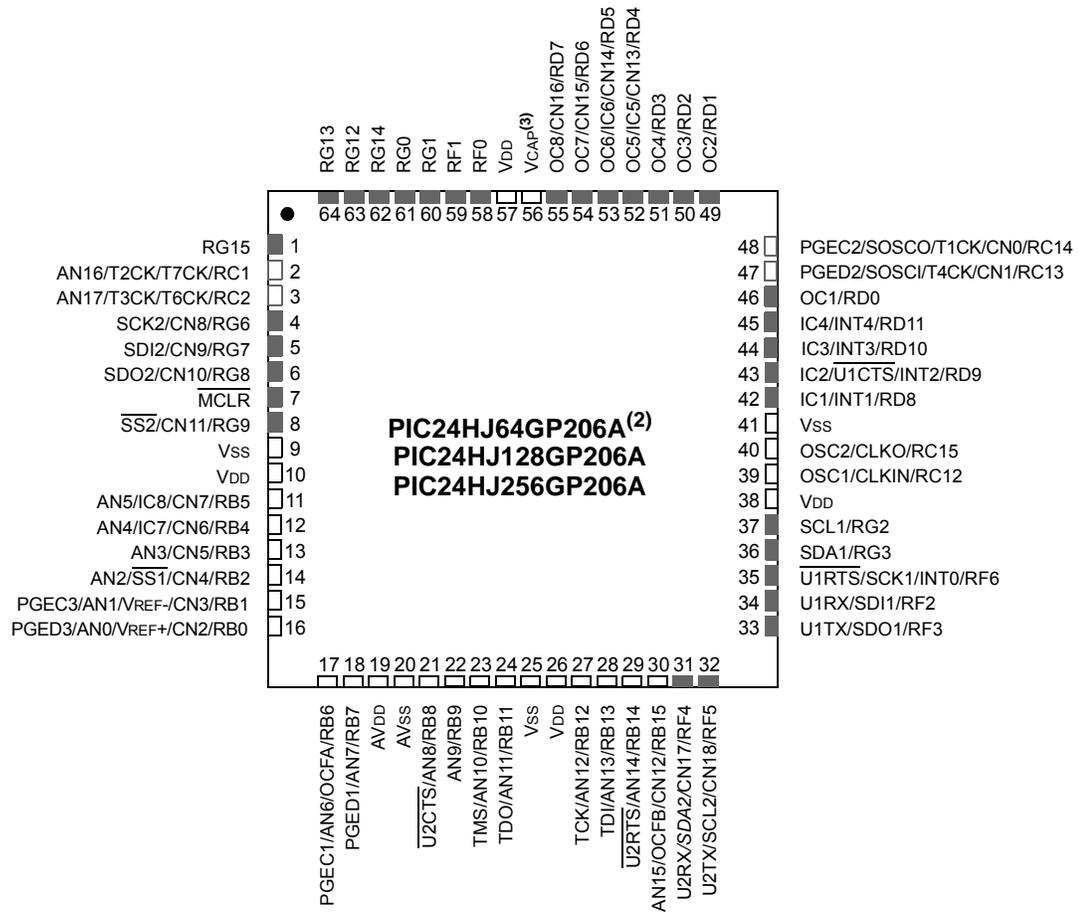 RG13
RG12
RG14
RG0
RG1
RF1
RF0
VDD
VCAP(3)
OC8/CN16/RD7
OC7/CN15/RD6
OC6/IC6/CN14/RD5
OC5/IC5/CN13/RD4
OC4/RD3
OC3/RD2
OC2/RD1
64 63 62 61 60 59 58 57 56 55 54 53 52 51 50 49
RG15 1
AN16/T2CK/T7CK/RC1 2
AN17/T3CK/T6CK/RC2 3
SCK2/CN8/RG6 4
SDI2/CN9/RG7 5
SDO2/CN10/RG8 6
MCLR 7
SS2/CN11/RG9 8
VSS 9
VDD 10
AN5/IC8/CN7/RB5 11
AN4/IC7/CN6/RB4 12
AN3/CN5/RB3 13
AN2/SS1/CN4/RB2 14
PGEC3/AN1/VREF-/CN3/RB1 15
PGED3/AN0/VREF+/CN2/RB0 16
PIC24HJ64GP206A(2)
PIC24HJ128GP206A
PIC24HJ256GP206A
48 PGEC2/SOSCO/T1CK/CN0/RC14
47 PGED2/SOSCI/T4CK/CN1/RC13
46 OC1/RD0
45 IC4/INT4/RD11
44 IC3/INT3/RD10
43 IC2/U1CTS/INT2/RD9
42 IC1/INT1/RD8
41 VSS
40 OSC2/CLKO/RC15
39 OSC1/CLKIN/RC12
38 VDD
37 SCL1/RG2
36 SDA1/RG3
35 U1RTS/SCK1/INT0/RF6
34 U1RX/SDI1/RF2
33 U1TX/SDO1/RF3
17 18 19 20 21 22 23 24 25 26 27 28 29 30 31 32
PGEC1/AN6/OCFA/RB6
PGED1/AN7/RB7
AVDD
AVSS
U2CTS/AN8/RB8
AN9/RB9
TMS/AN10/RB10
TDO/AN11/RB11
VSS
VDD
TCK/AN12/RB12
TDI/AN13/RB13
U2RTS/AN14/RB14
AN15/OCFB/CN12/RB15
U2RX/SDA2/CN17/RF4
U2TX/SCL2/CN18/RF5